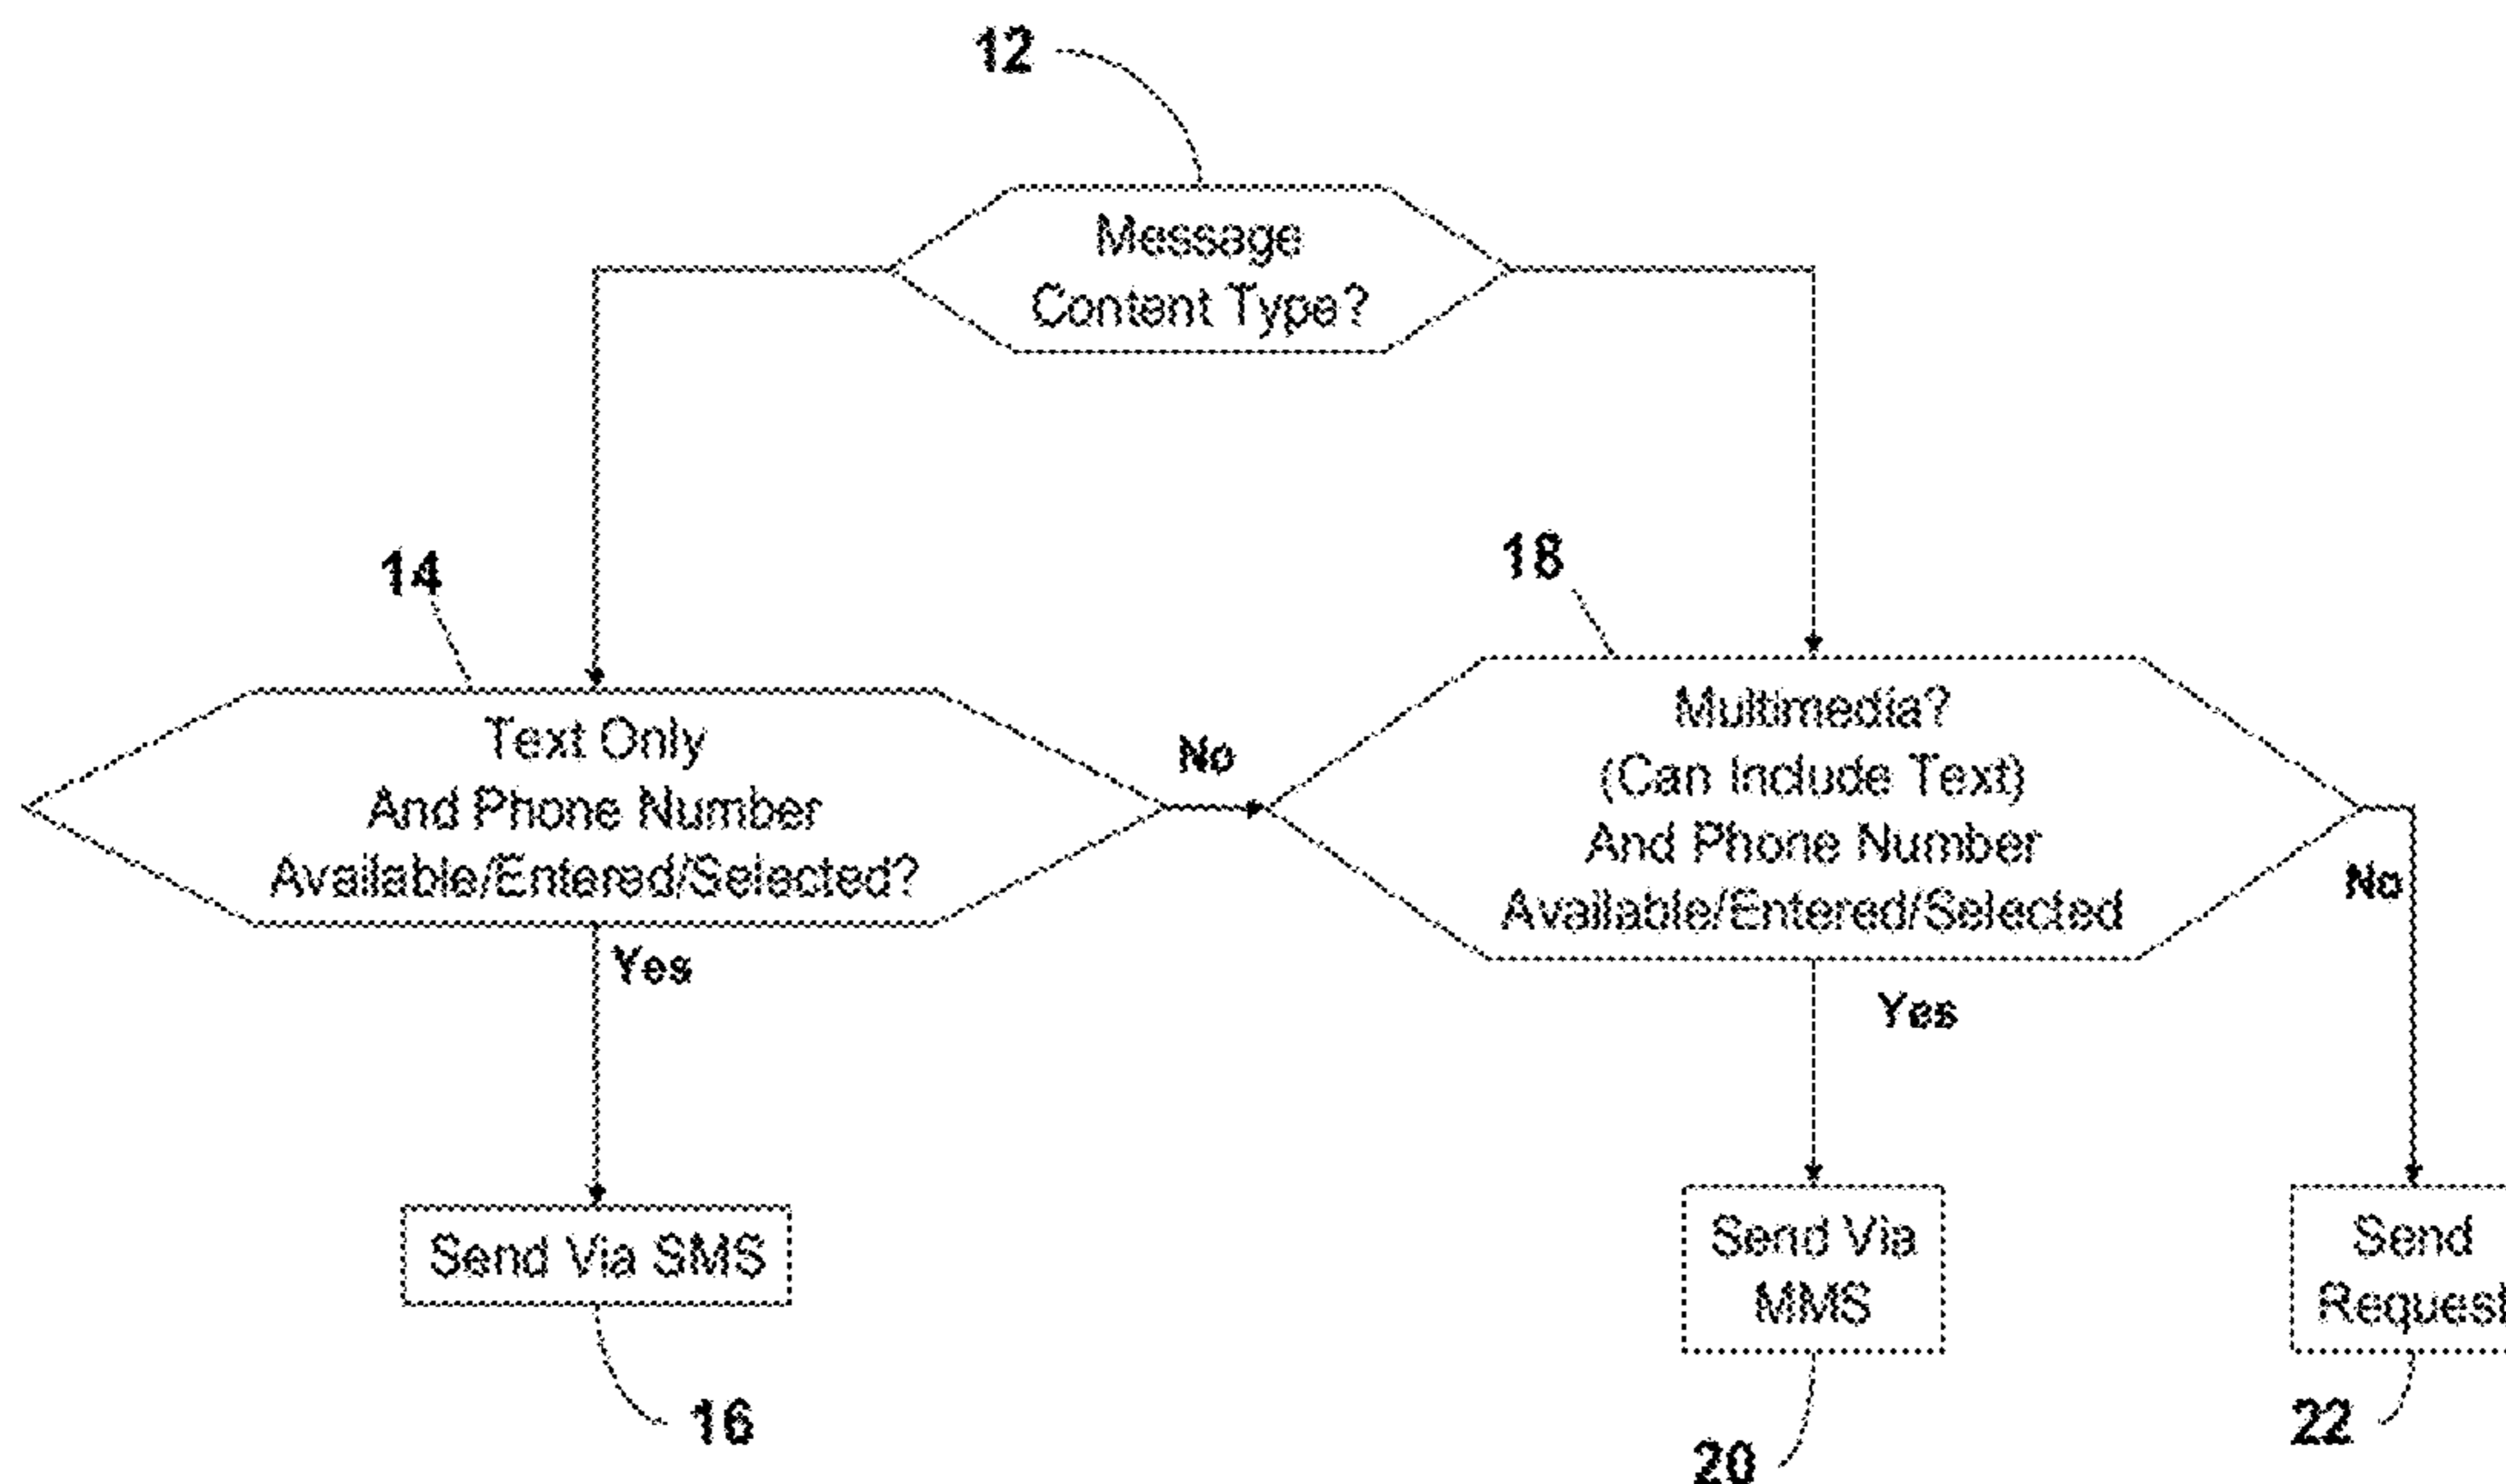 12
Message
Content Type?
14
18
Text Only
And Phone Number
Available/Entered/Selected?
No
Multimedia?
(Can Include Text)
And Phone Number
Available/Entered/Selected
No
Yes
Yes
Send Via SMS
Send Via
MMS
Send
Request
16
20
22